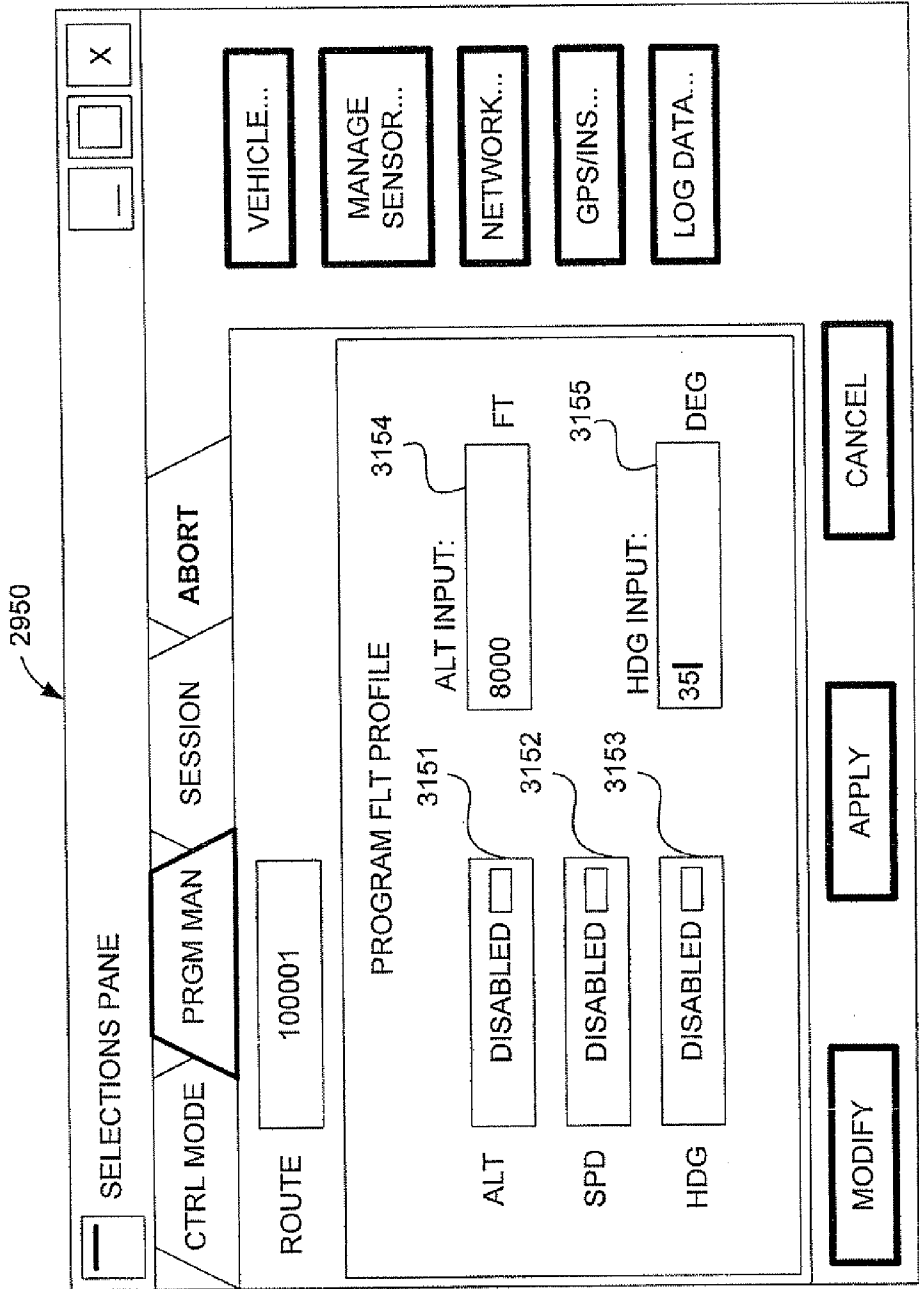 2950
SELECTIONS PANE
X
CTRL MODE
PRGM MAN
SESSION
ABORT
ROUTE
100001
PROGRAM FLT PROFILE
ALT
DISABLED
3151
ALT INPUT:
3154
8000
FT
SPD
DISABLED
3152
HDG
DISABLED
3153
HDG INPUT:
3155
35
DEG
VEHICLE...
MANAGE
SENSOR...
NETWORK...
GPS/INS...
LOG DATA...
MODIFY
APPLY
CANCEL